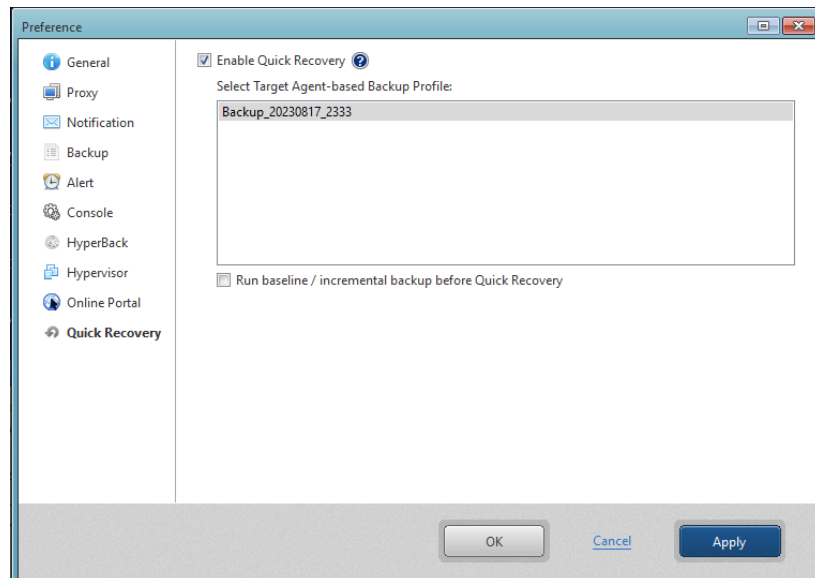 Preference
General
Proxy
Notification
Backup
Alert
Console
HyperBack
Hypervisor
Online Portal
Quick Recovery
Enable Quick Recovery ?
Select Target Agent-based Backup Profile:
Backup_20230817_2333
Run baseline / incremental backup before Quick Recovery
OK
Cancel
Apply